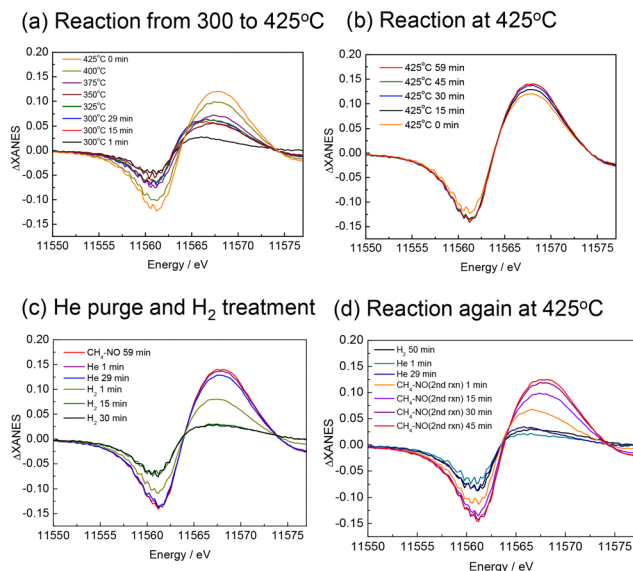 (a) Reaction from 300 to 425°C
(b) Reaction at 425°C
0.20
0.15
0.10
0.05
0.00
-0.05
-0.10
-0.15
ΔXANES
425°C 0 min
400°C
375°C
350°C
325°C
300°C 29 min
300°C 15 min
300°C 1 min
11550 11555 11560 11565 11570 11575
Energy / eV
0.20
0.15
0.10
0.05
0.00
-0.05
-0.10
-0.15
ΔXANES
425°C 59 min
425°C 45 min
425°C 30 min
425°C 15 min
425°C 0 min
11550 11555 11560 11565 11570 11575
Energy / eV
(c) He purge and H₂ treatment
(d) Reaction again at 425°C
0.20
0.15
0.10
0.05
0.00
-0.05
-0.10
-0.15
ΔXANES
CH₄-NO 59 min
He 1 min
He 29 min
H₂ 1 min
H₂ 15 min
H₂ 30 min
11550 11555 11560 11565 11570 11575
Energy / eV
0.20
0.15
0.10
0.05
0.00
-0.05
-0.10
-0.15
ΔXANES
H₂ 50 min
He 1 min
He 29 min
CH₄-NO(2nd rxn) 1 min
CH₄-NO(2nd rxn) 15 min
CH₄-NO(2nd rxn) 30 min
CH₄-NO(2nd rxn) 45 min
11550 11555 11560 11565 11570 11575
Energy / eV